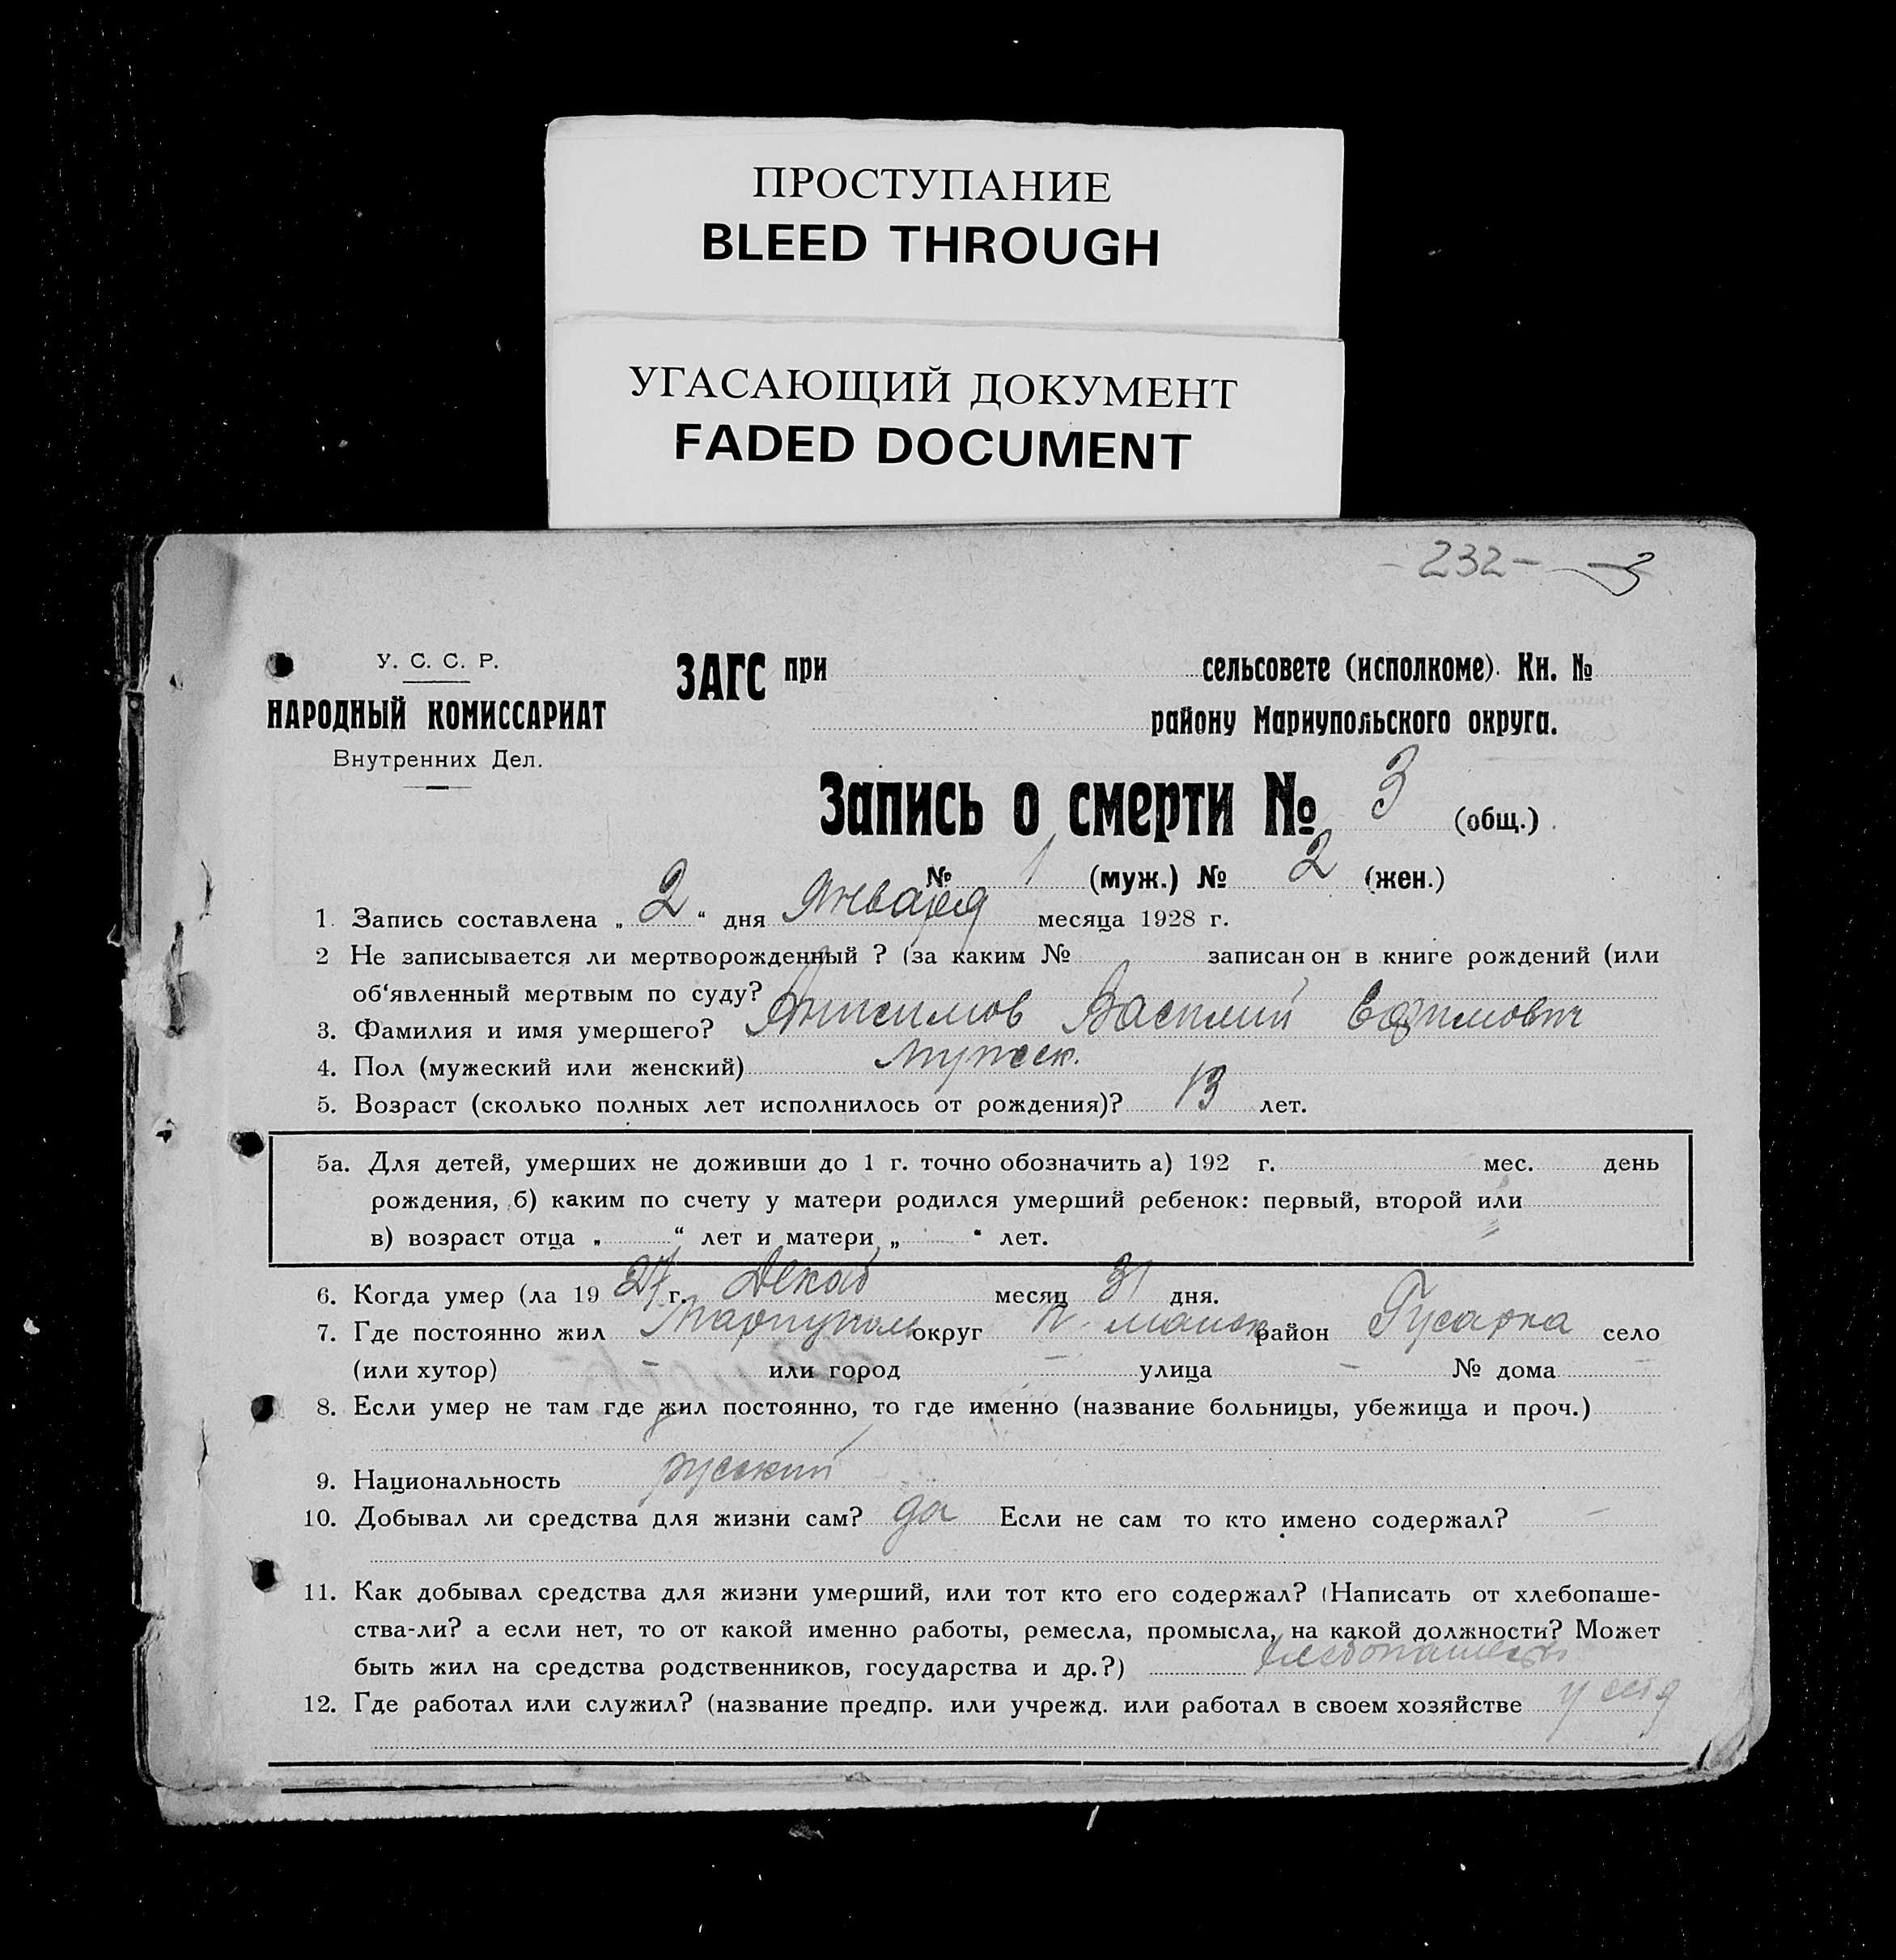 ПРОСТУПАНИЕ
BLEED THROUGH
УГАСАЮЩИЙ ДОКУМЕНТ
FADED DOCUMENT
- 232 - 3
У. С. С. Р.
НАРОДНЫЙ КОМИССАРИАТ
Внутренних Дел.
ЗАГС при сельсовете (исполкоме). Кн. №
району Мариупольского округа.
Запись о смерти № 3 (общ.)
№ 1 (муж.) № 2 (жен.)
1. Запись составлена „ 2 “ дня Января месяца 1928 г.
2 Не записывается ли мертворожденный ? (за каким № записан он в книге рождений (или
об‘явленный мертвым по суду?
3. Фамилия и имя умершего? Анисимов Василий Ефимович
4. Пол (мужеский или женский) мужеск.
5. Возраст (сколько полных лет исполнилось от рождения)? 13 лет.
5а. Для детей, умерших не доживши до 1 г. точно обозначить а) 192 г. мес. день
рождения, б) каким по счету у матери родился умерший ребенок: первый, второй или
в) возраст отца „ “ лет и матери „ “ лет.
6. Когда умер (ла 19 27 г. Декаб месяц 31 дня.
7. Где постоянно жил Мариуполь округ район Гусарка село
(или хутор) – или город – улица – № дома –
8. Если умер не там где жил постоянно, то где именно (название больницы, убежища и проч.)
9. Национальность русский
10. Добывал ли средства для жизни сам? да Если не сам то кто имено содержал? –
11. Как добывал средства для жизни умерший, или тот кто его содержал? (Написать от хлебопаше-
ства-ли? а если нет, то от какой именно работы, ремесла, промысла, на какой должности? Может
быть жил на средства родственников, государства и др.?) хлебопашество
12. Где работал или служил? (название предпр. или учрежд. или работал в своем хозяйстве у себя